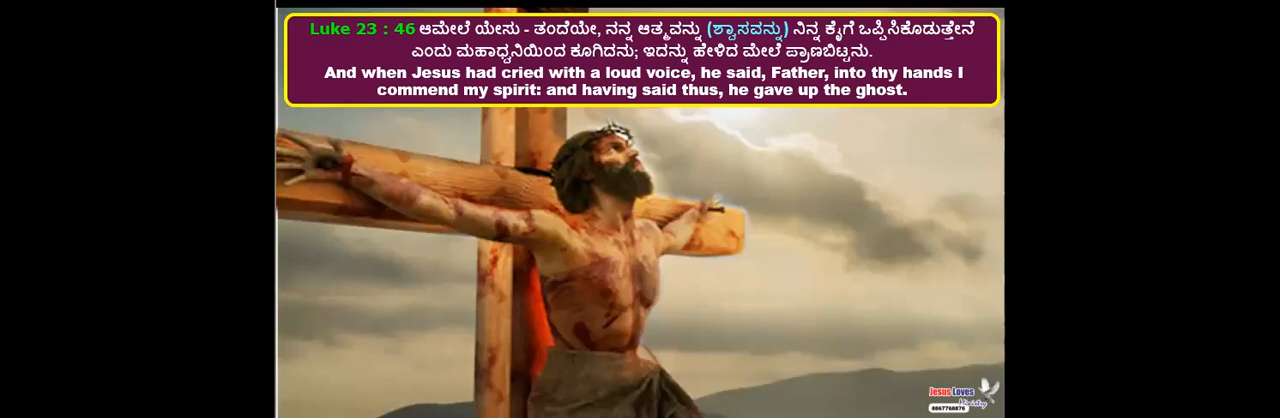 Luke 23 : 46 ಆಮೇಲೆ ಯೇಸು - ತಂದೆಯೇ, ನನ್ನ ಆತ್ಮವನ್ನು (ಶ್ವಾಸವನ್ನು) ನಿನ್ನ ಕೈಗೆ ಒಪ್ಪಿಸಿಕೊಡುತ್ತೇನೆ
ಎಂದು ಮಹಾಧ್ವನಿಯಿಂದ ಕೂಗಿದನು; ಇದನ್ನು ಹೇಳಿದ ಮೇಲೆ ಪ್ರಾಣಬಿಟ್ಟನು.
And when Jesus had cried with a loud voice, he said, Father, into thy hands I
commend my spirit: and having said thus, he gave up the ghost.
Jesus Loves
Ministry
8867768876